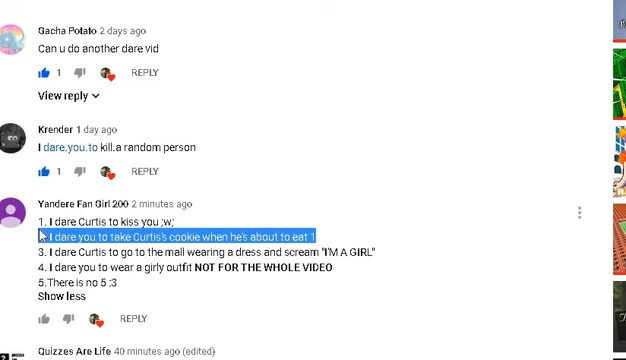 Gacha Potato 2 days ago
Can u do another dare vid
1 REPLY
View reply
Krender 1 day ago
I dare.you.to kill.a random person
1 REPLY
Yandere Fan Girl 200 2 minutes ago
1. I dare Curtis to kiss you ;w;
I dare you to take Curtis's cookie when he's about to eat 1
3. I dare Curtis to go to the mall wearing a dress and scream "I'M A GIRL"
4. I dare you to wear a girly outfit NOT FOR THE WHOLE VIDEO
5.There is no 5 :3
Show less
REPLY
Quizzes Are Life 40 minutes ago (edited)